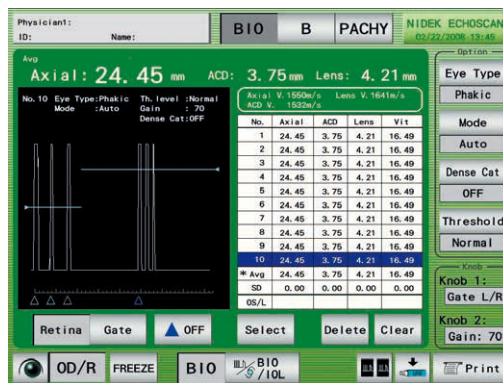 Physician1:
ID: Name:
BIO B PACHY
NIDEK ECHOSCAN
02/22/2008 13:45
Avg
Axial: 24.45 mm ACD: 3.75 mm Lens: 4.21 mm
No.10 Eye Type:Phakic Th.level :Normal
Mode :Auto Gain : 70
Dense Cat:OFF
Axial V.1550m/s Lens V.1641m/s
ACD V. 1532m/s
No. Axial ACD Lens Vit
1 24.45 3.75 4.21 16.49
2 24.45 3.75 4.21 16.49
3 24.45 3.75 4.21 16.49
4 24.45 3.75 4.21 16.49
5 24.45 3.75 4.21 16.49
6 24.45 3.75 4.21 16.49
7 24.45 3.75 4.21 16.49
8 24.45 3.75 4.21 16.49
9 24.45 3.75 4.21 16.49
10 24.45 3.75 4.21 16.49
* Avg 24.45 3.75 4.21 16.49
SD 0.00 0.00 0.00 0.00
OS/L
Option
Eye Type
Phakic
Mode
Auto
Dense Cat
OFF
Threshold
Normal
Knob
Knob 1:
Gate L/R
Knob 2:
Gain: 70
Retina Gate OFF Select Delete Clear
OD/R FREEZE BIO BIO/IOL Print